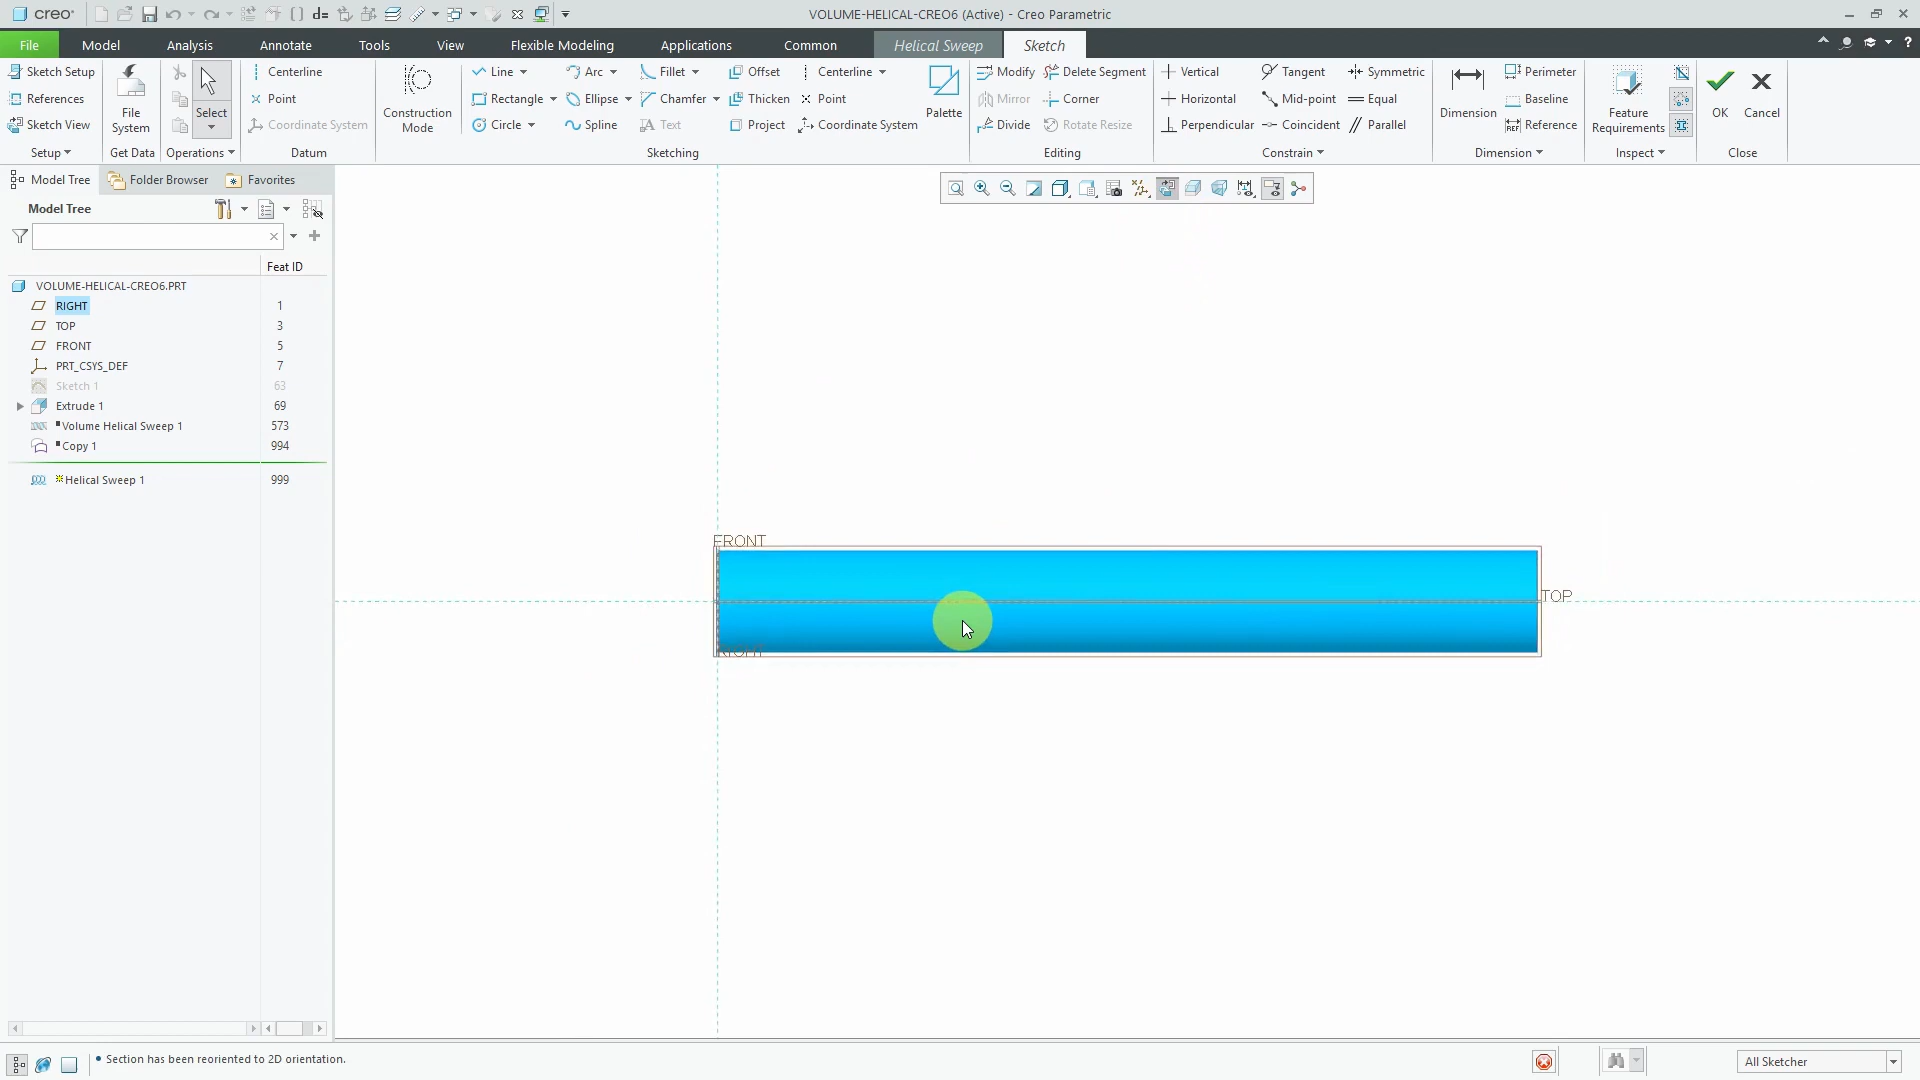 creo®
VOLUME-HELICAL-CREO6 (Active) - Creo Parametric
File Model Analysis Annotate Tools View Flexible Modeling Applications Common Helical Sweep Sketch
Sketch Setup
References
Sketch View
Setup
File System
Get Data
Select
Operations
Centerline
Point
Coordinate System
Datum
Construction Mode
Line Arc Fillet Offset Centerline
Rectangle Ellipse Chamfer Thicken Point
Circle Spline Text Project Coordinate System
Palette
Sketching
Modify Delete Segment
Mirror Corner
Divide Rotate Resize
Editing
Vertical Tangent Symmetric
Horizontal Mid-point Equal
Perpendicular Coincident Parallel
Constrain
Dimension
Perimeter
Baseline
Reference
Dimension
Feature Requirements
Inspect
OK
Cancel
Close
Model Tree Folder Browser Favorites
Model Tree
Feat ID
VOLUME-HELICAL-CREO6.PRT
RIGHT 1
TOP 3
FRONT 5
PRT_CSYS_DEF 7
Sketch 1 63
Extrude 1 69
Volume Helical Sweep 1 573
Copy 1 994
Helical Sweep 1 999
FRONT
TOP
RIGHT
Section has been reoriented to 2D orientation.
All Sketcher